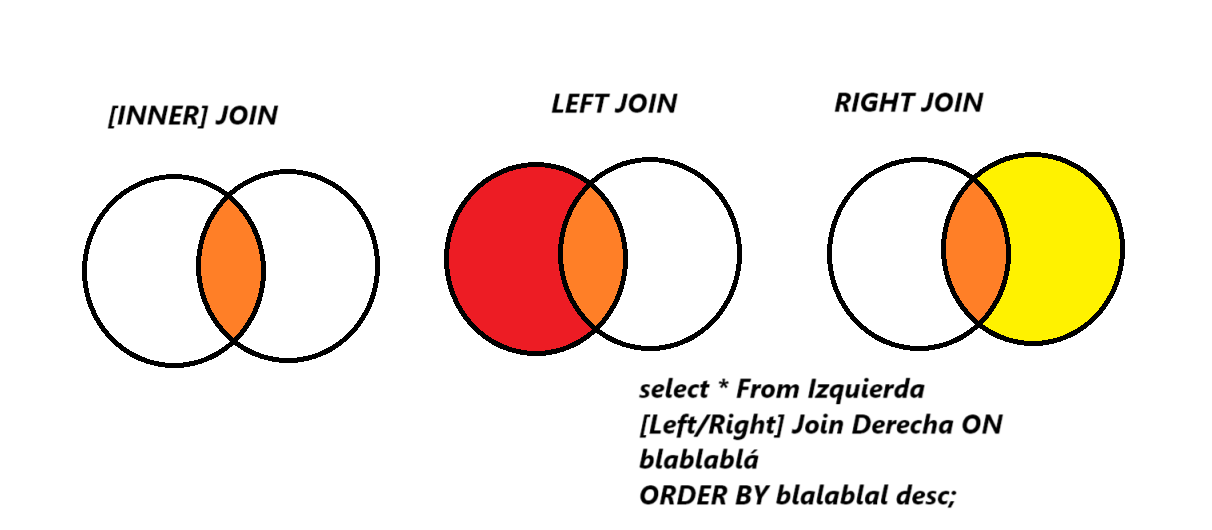 [INNER] JOIN
LEFT JOIN
RIGHT JOIN
select * From Izquierda
[Left/Right] Join Derecha ON
blablablá
ORDER BY blalablal desc;